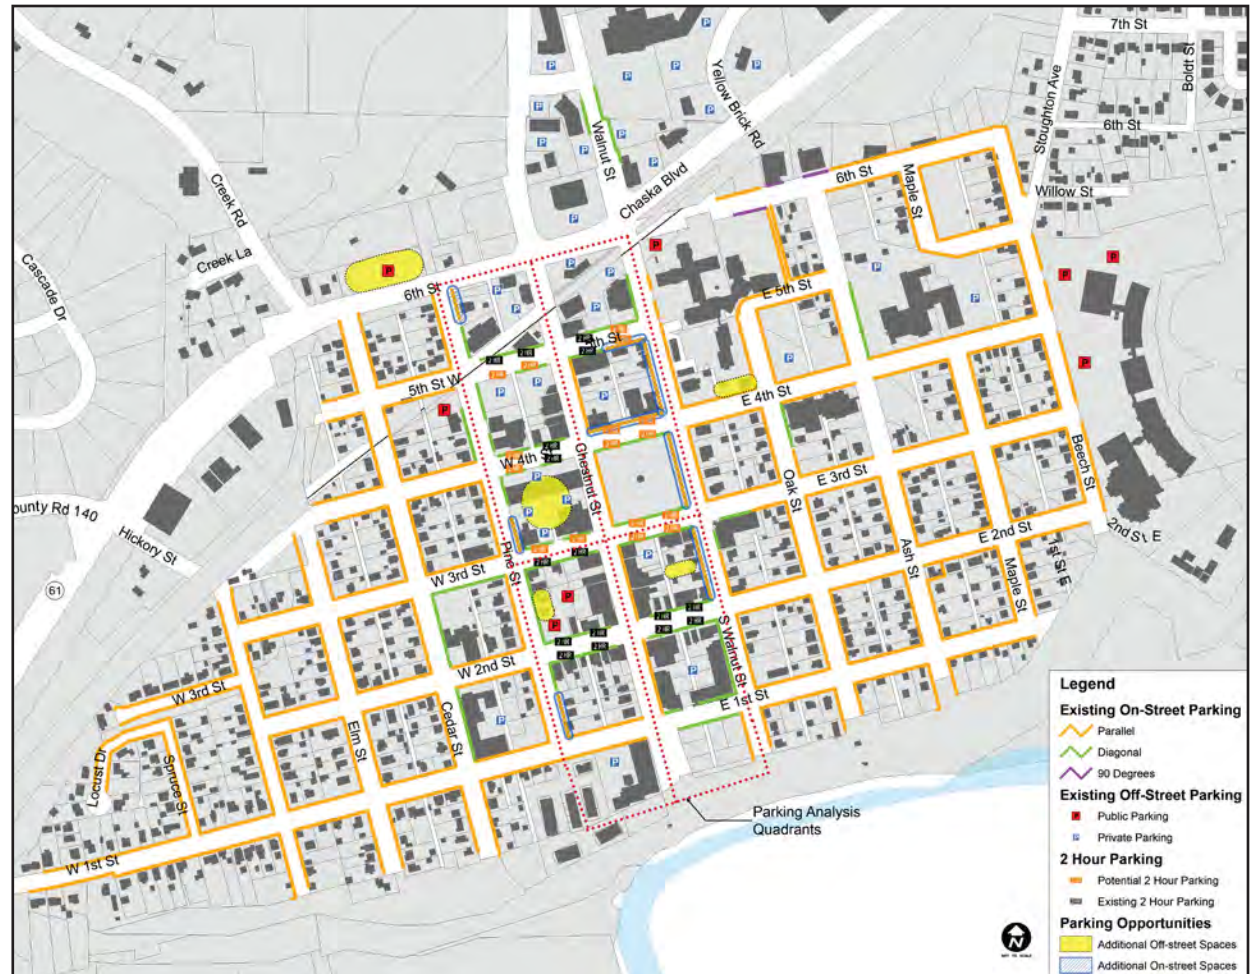 7th St
Boldt St
Stoughton Ave
6th St
Yellow Brick Rd
Walnut St
Chaska Blvd
6th St
Maple St
Willow St
Creek Rd
Creek La
Cascade Dr
6th St
E 5th St
5th St
5th St W
E 4th St
W 4th St
Chestnut St
Oak St
E 3rd St
Beech St
ounty Rd 140
Hickory St
61
W 3rd St
Pine St
Ash St
E 2nd St
2nd St E
1st St E
Maple St
S Walnut St
W 2nd St
E 1st St
W 3rd St
Elm St
Cedar St
Locust Dr
Spruce St
W 1st St
P
2 HR
Parking Analysis
Quadrants
Legend
Existing On-Street Parking
Parallel
Diagonal
90 Degrees
Existing Off-Street Parking
Public Parking
Private Parking
2 Hour Parking
Potential 2 Hour Parking
Existing 2 Hour Parking
Parking Opportunities
Additional Off-street Spaces
Additional On-street Spaces
N
NOT TO SCALE